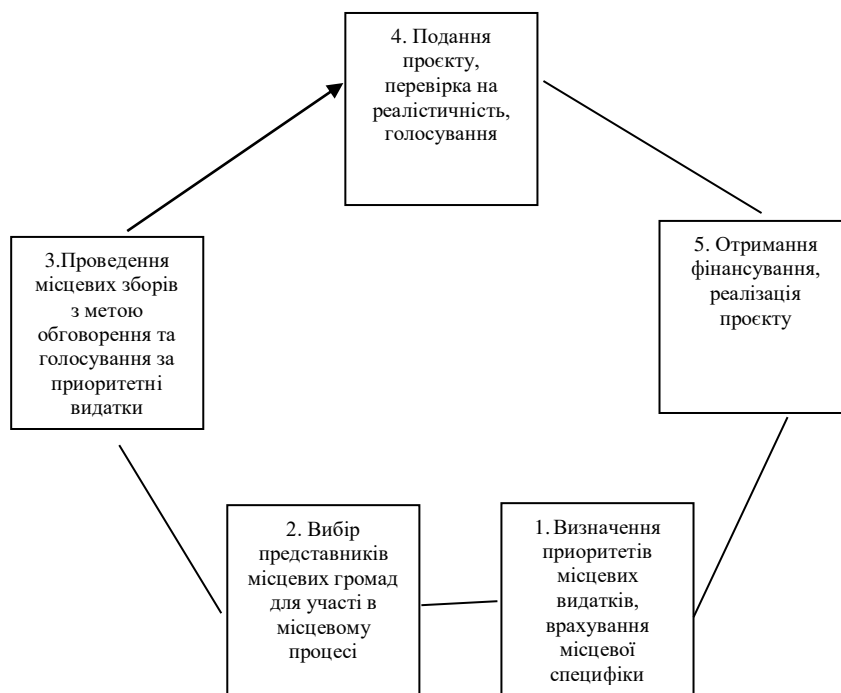 4. Подання
проєкту,
перевірка на
реалістичність,
голосування
5. Отримання
фінансування,
реалізація
проєкту
3.Проведення
місцевих зборів
з метою
обговорення та
голосування за
приоритетні
видатки
2. Вибір
представників
місцевих громад
для участі в
місцевому
процесі
1. Визначення
приоритетів
місцевих
видатків,
врахування
місцевої
специфіки